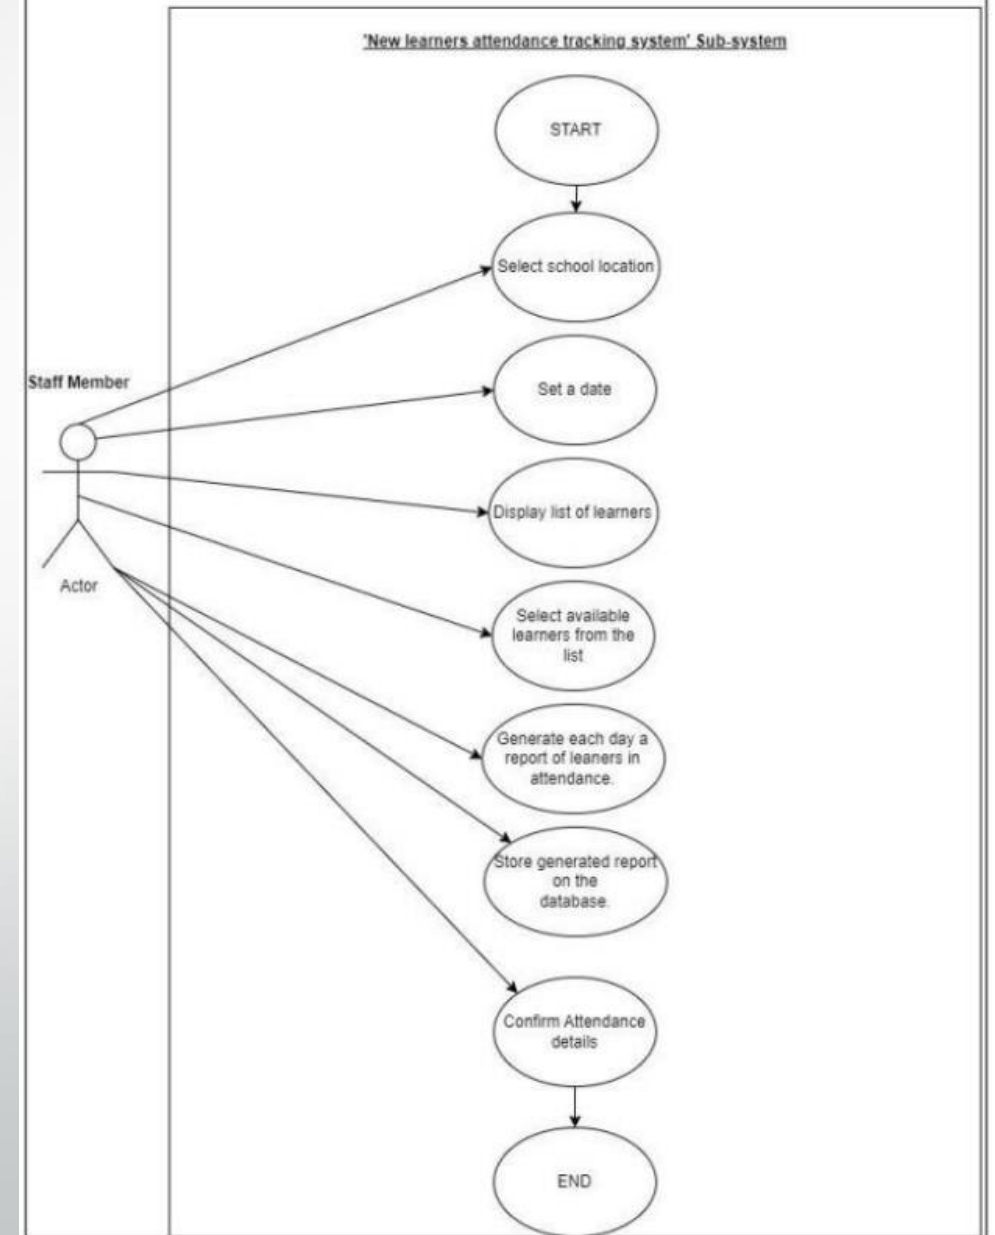 'New learners attendance tracking system' Sub-system
START
Select school location
Staff Member
Set a date
Display list of learners
Actor
Select available
learners from the
list
Generate each day a
report of leaners in
attendance.
Store generated report
on the
database.
Confirm Attendance
details
END